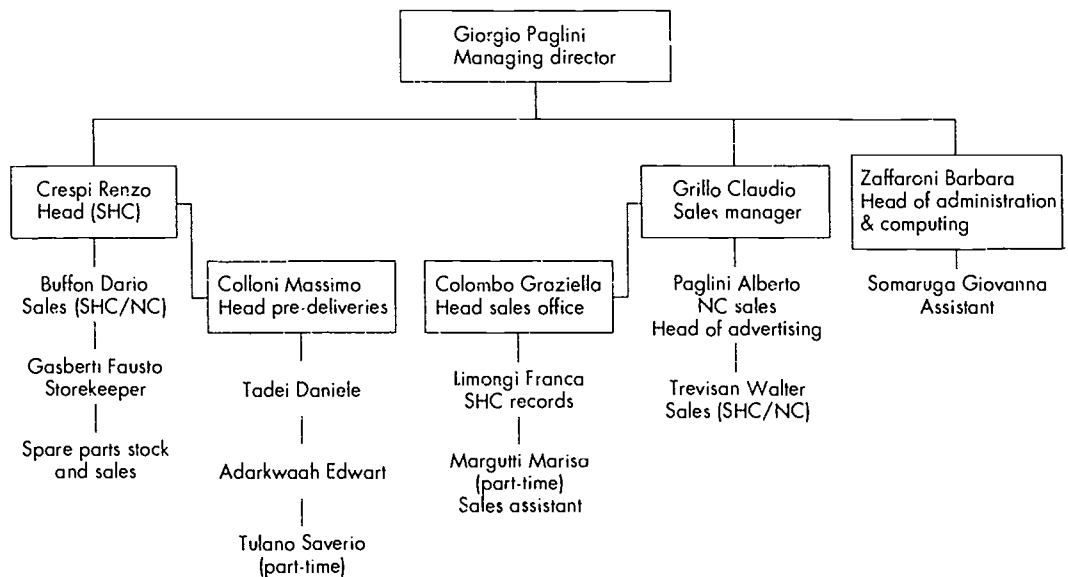 Giorgio Paglini
Managing director
Crespi Renzo
Head (SHC)
Grillo Claudio
Sales manager
Zaffaroni Barbara
Head of administration
& computing
Buffon Dario
Sales (SHC/NC)
Colloni Massimo
Head pre-deliveries
Colombo Graziella
Head sales office
Paglini Alberto
NC sales
Head of advertising
Somaruga Giovanna
Assistant
Gasberti Fausto
Storekeeper
Tadei Daniele
Limongi Franca
SHC records
Trevisan Walter
Sales (SHC/NC)
Spare parts stock
and sales
Adarkwaah Edwart
Margutti Marisa
(part-time)
Sales assistant
Tulano Saverio
(part-time)